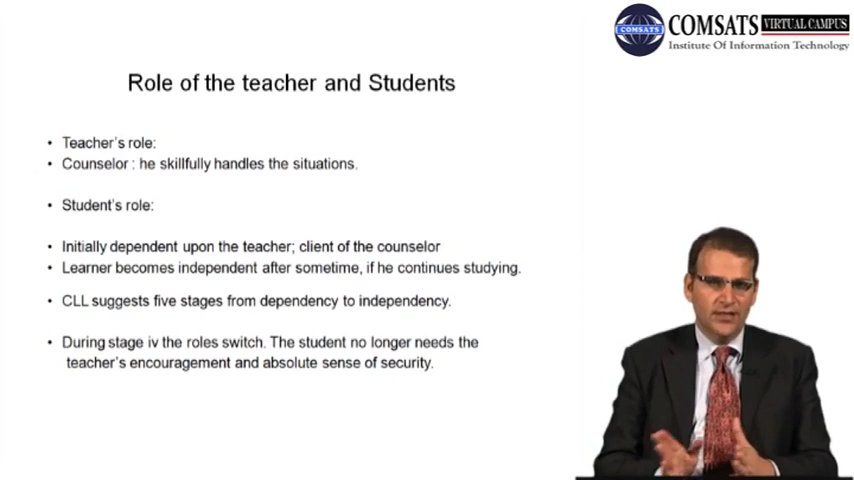 COMSATS
COMSATS VIRTUAL CAMPUS
Institute Of Information Technology
Role of the teacher and Students
• Teacher's role:
• Counselor : he skillfully handles the situations.
• Student's role:
• Initially dependent upon the teacher; client of the counselor
• Learner becomes independent after sometime, if he continues studying.
• CLL suggests five stages from dependency to independency.
• During stage iv the roles switch. The student no longer needs the
teacher's encouragement and absolute sense of security.